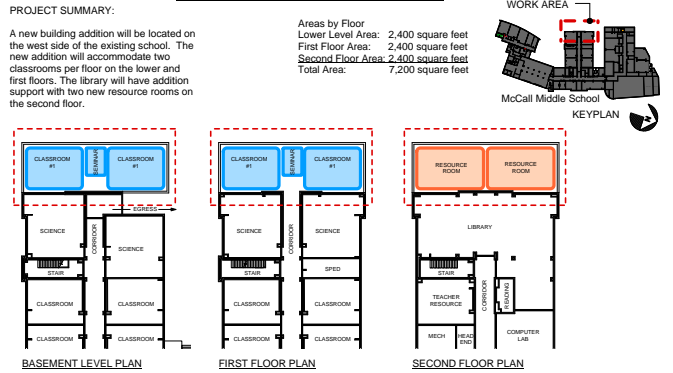 PROJECT SUMMARY:
A new building addition will be located on
the west side of the existing school. The
new addition will accommodate two
classrooms per floor on the lower and
first floors. The library will have addition
support with two new resource rooms on
the second floor.
Areas by Floor
Lower Level Area: 2,400 square feet
First Floor Area: 2,400 square feet
Second Floor Area: 2,400 square feet
Total Area: 7,200 square feet
WORK AREA
McCall Middle School
KEYPLAN
CLASSROOM
#1
SEMINAR
CLASSROOM
#1
EGRESS
SCIENCE
CORRIDOR
SCIENCE
STAIR
CLASSROOM
CLASSROOM
CLASSROOM
CLASSROOM
BASEMENT LEVEL PLAN
CLASSROOM
#1
SEMINAR
CLASSROOM
#1
SCIENCE
CORRIDOR
SCIENCE
STAIR
SPED
CLASSROOM
CLASSROOM
CLASSROOM
CLASSROOM
FIRST FLOOR PLAN
RESOURCE
ROOM
RESOURCE
ROOM
LIBRARY
STAIR
TEACHER
RESOURCE
CORRIDOR
READING
MECH
HEAD
END
COMPUTER
LAB
SECOND FLOOR PLAN